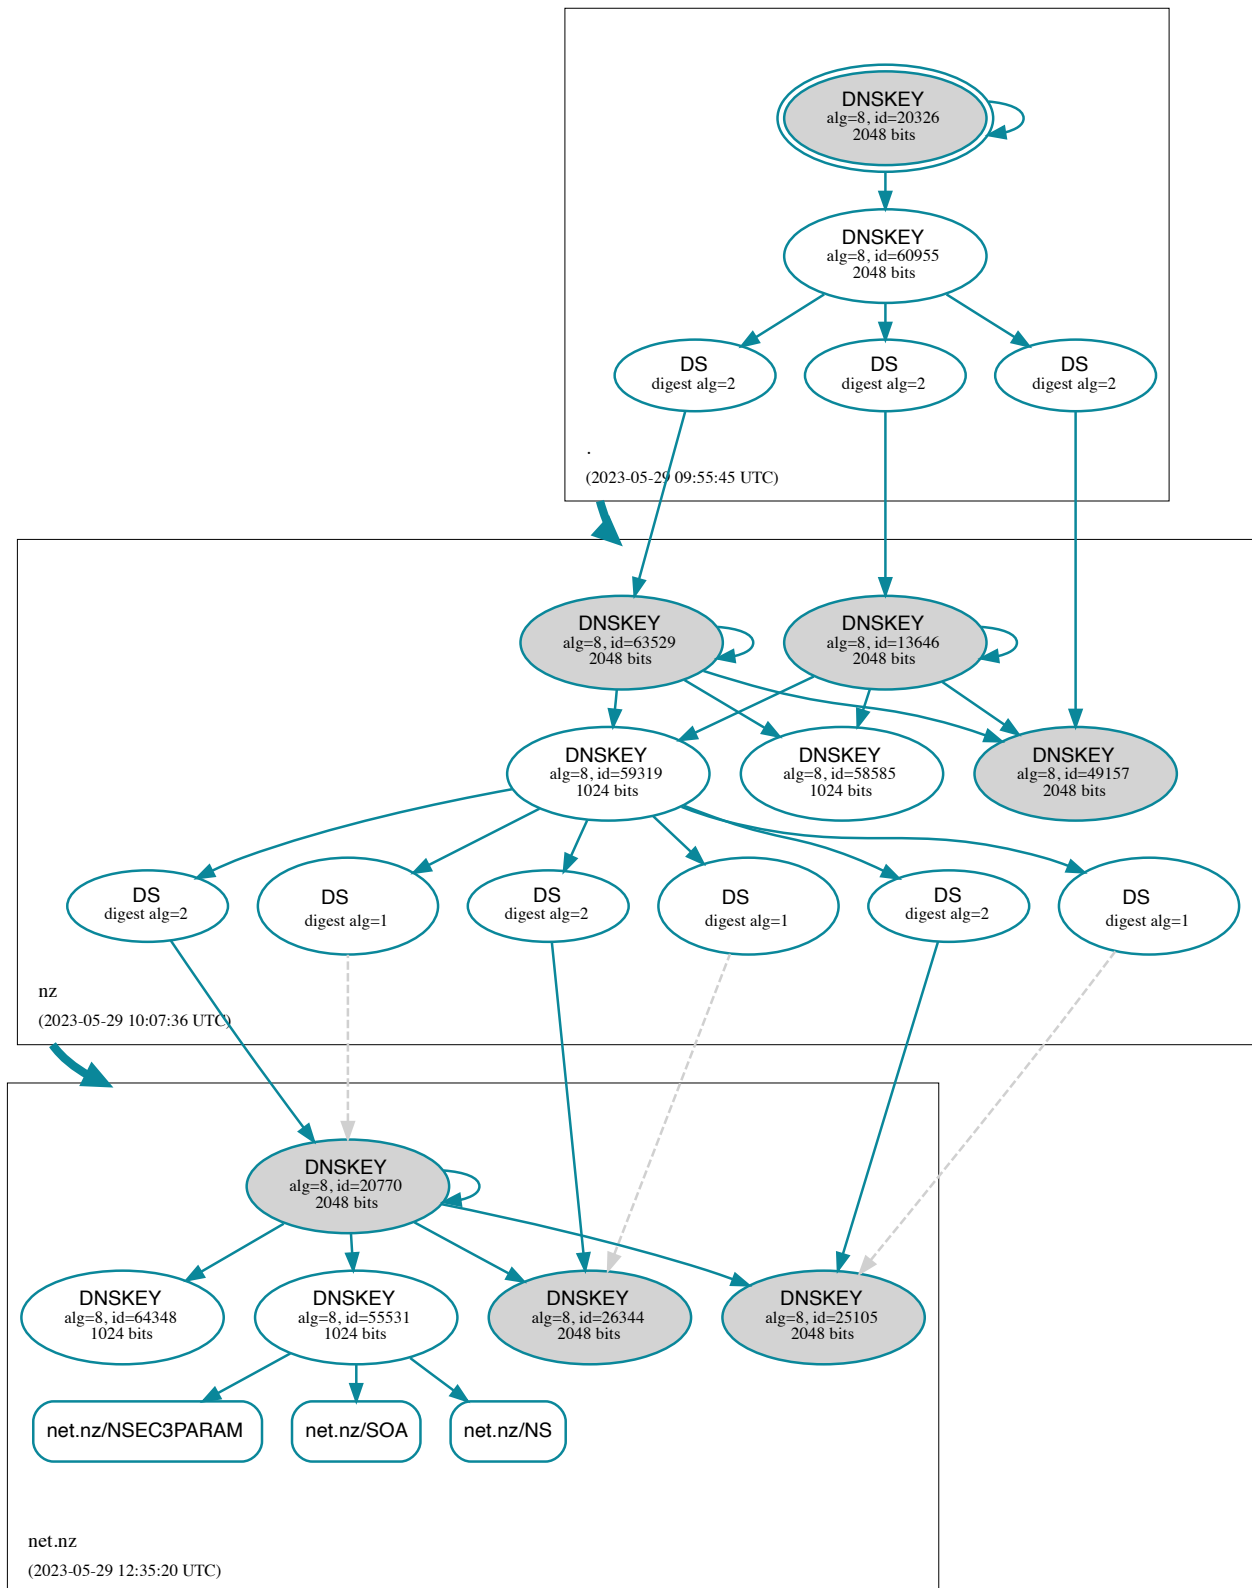 DNSKEY
alg=8, id=20326
2048 bits
DNSKEY
alg=8, id=60955
2048 bits
DS
digest alg=2
DS
digest alg=2
DS
digest alg=2
.
(2023-05-29 09:55:45 UTC)
DNSKEY
alg=8, id=63529
2048 bits
DNSKEY
alg=8, id=13646
2048 bits
DNSKEY
alg=8, id=59319
1024 bits
DNSKEY
alg=8, id=58585
1024 bits
DNSKEY
alg=8, id=49157
2048 bits
DS
digest alg=2
DS
digest alg=1
DS
digest alg=2
DS
digest alg=1
DS
digest alg=2
DS
digest alg=1
nz
(2023-05-29 10:07:36 UTC)
DNSKEY
alg=8, id=20770
2048 bits
DNSKEY
alg=8, id=64348
1024 bits
DNSKEY
alg=8, id=55531
1024 bits
DNSKEY
alg=8, id=26344
2048 bits
DNSKEY
alg=8, id=25105
2048 bits
net.nz/NSEC3PARAM
net.nz/SOA
net.nz/NS
net.nz
(2023-05-29 12:35:20 UTC)